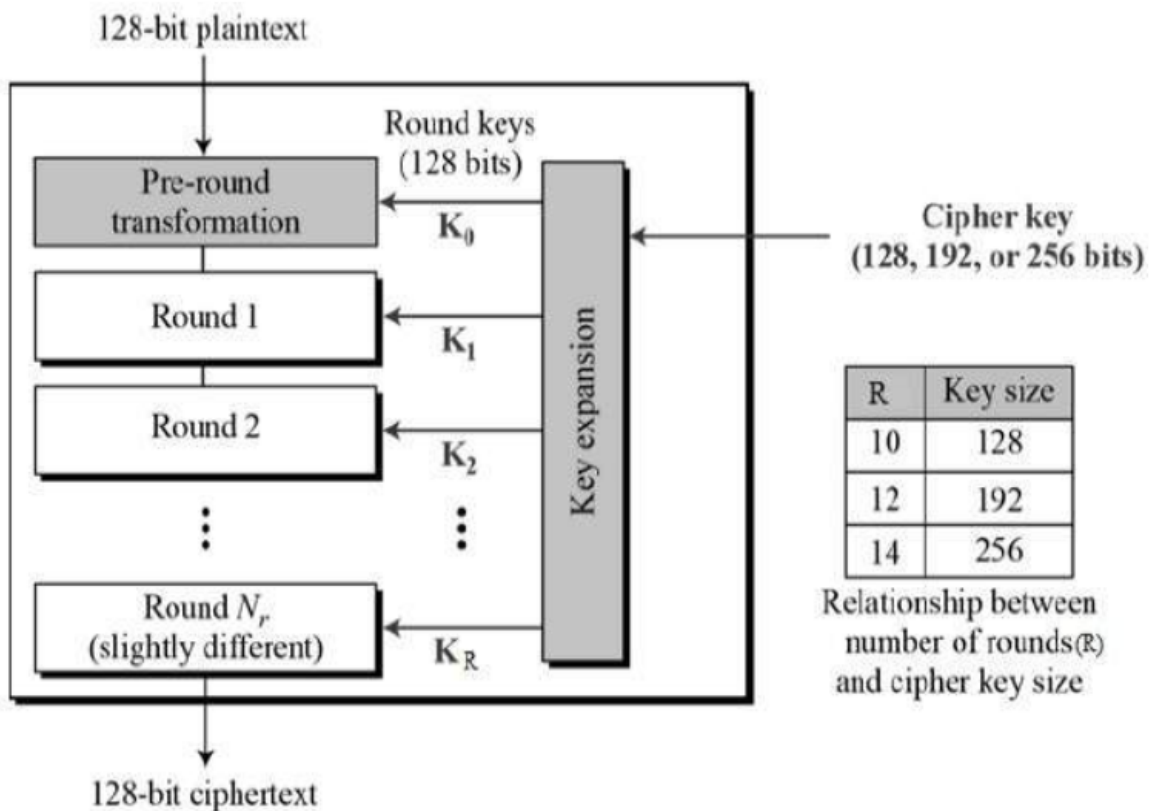 128-bit plaintext
Round keys
(128 bits)
Pre-round
transformation
K₀
Cipher key
(128, 192, or 256 bits)
Round 1
K₁
Round 2
K₂
Key expansion
R Key size
10 128
12 192
14 256
Relationship between
number of rounds(R)
and cipher key size
Round Nᵣ
(slightly different)
K_R
128-bit ciphertext